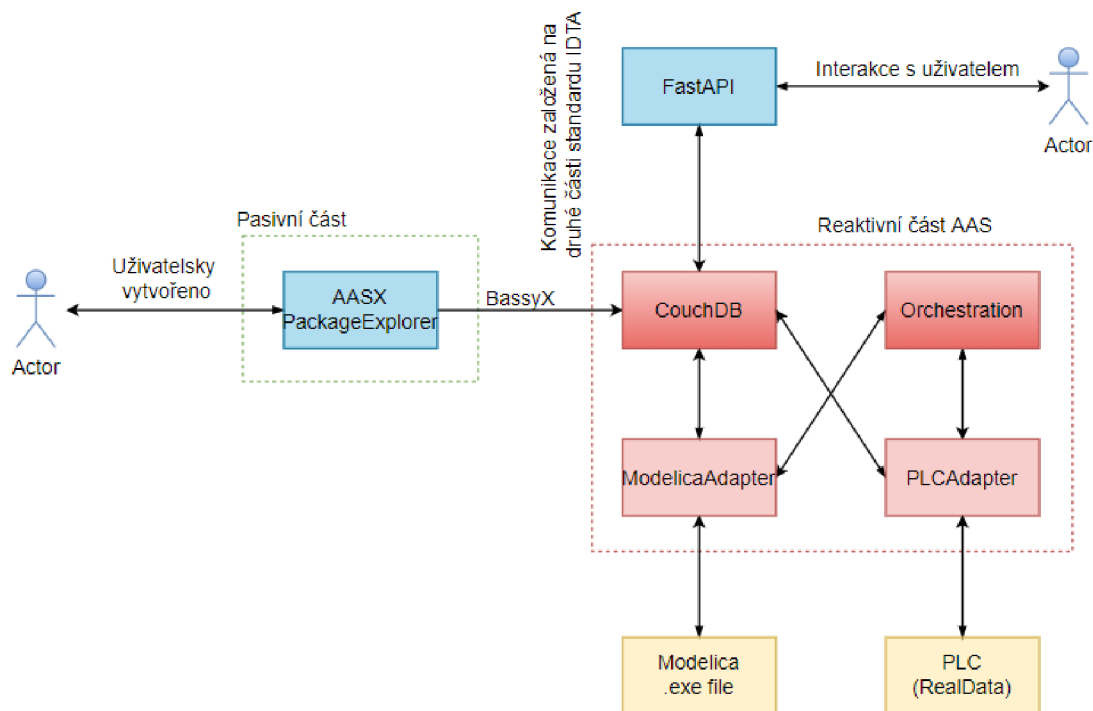 Komunikace založená na
druhé části standardu IDTA
FastAPI
Interakce s uživatelem
Actor
Pasivní část
Reaktivní část AAS
Uživatelsky
vytvořeno
Actor
AASX
PackageExplorer
BassyX
CouchDB
Orchestration
ModelicaAdapter
PLCAdapter
Modelica
.exe file
PLC
(RealData)